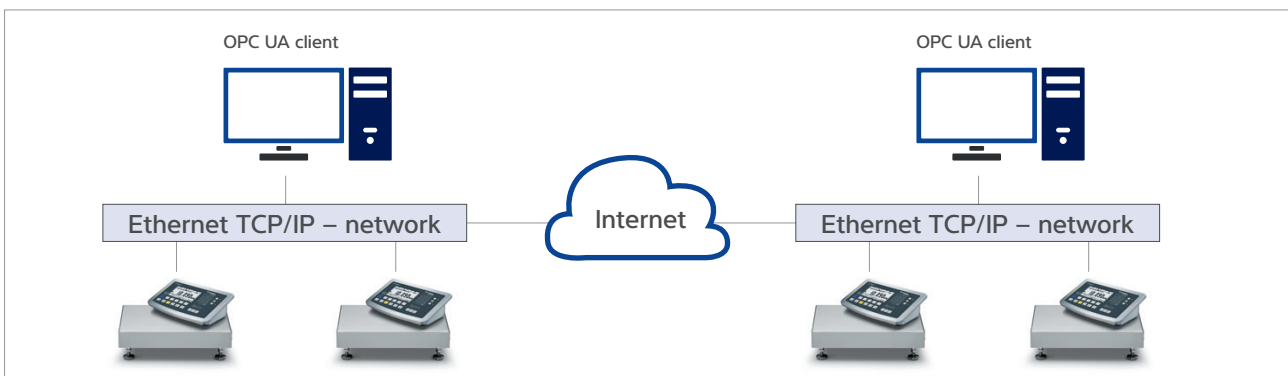 OPC UA client
OPC UA client
Ethernet TCP/IP – network
Internet
Ethernet TCP/IP – network